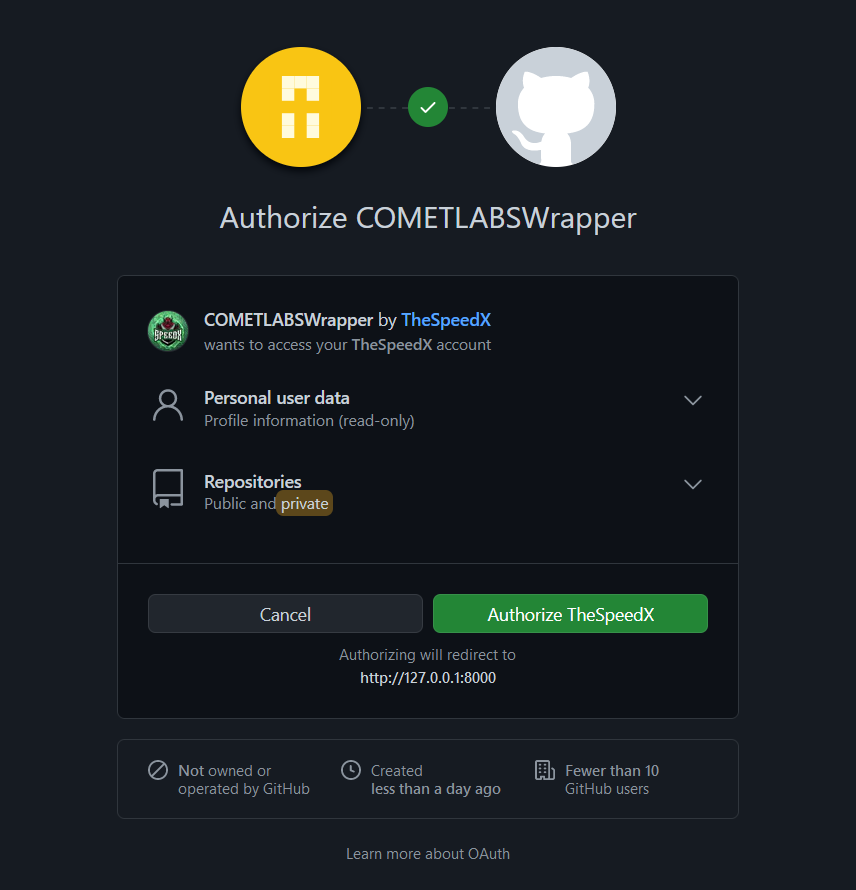 Authorize COMETLABSWrapper
SPEEDX
COMETLABSWrapper by TheSpeedX
wants to access your TheSpeedX account
Personal user data
Profile information (read-only)
Repositories
Public and private
Cancel
Authorize TheSpeedX
Authorizing will redirect to
http://127.0.0.1:8000
Not owned or
operated by GitHub
Created
less than a day ago
Fewer than 10
GitHub users
Learn more about OAuth